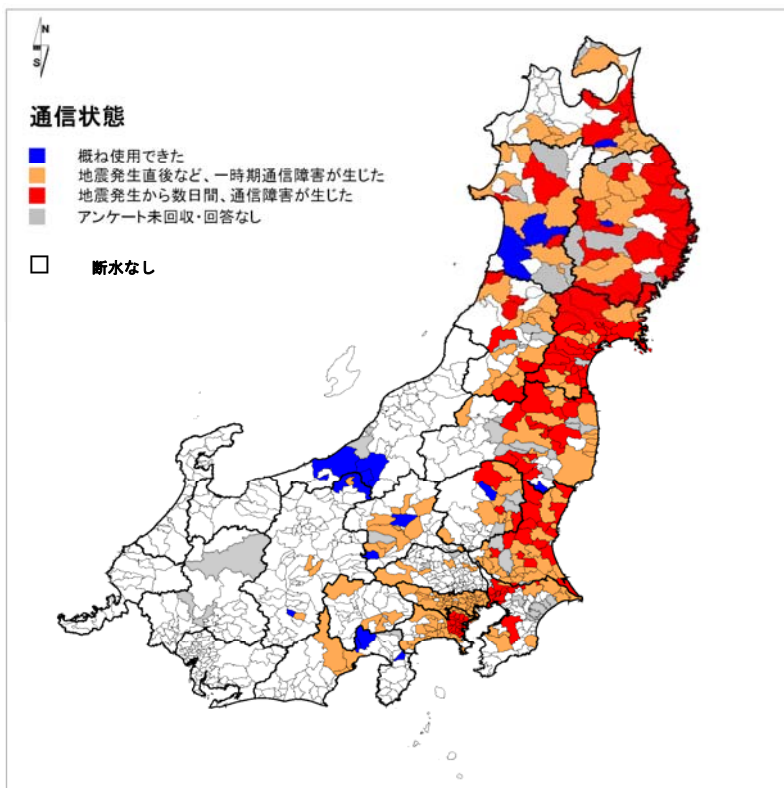 N
S
通信状態
概ね使用できた
地震発生直後など、一時期通信障害が生じた
地震発生から数日間、通信障害が生じた
アンケート未回収・回答なし
断水なし